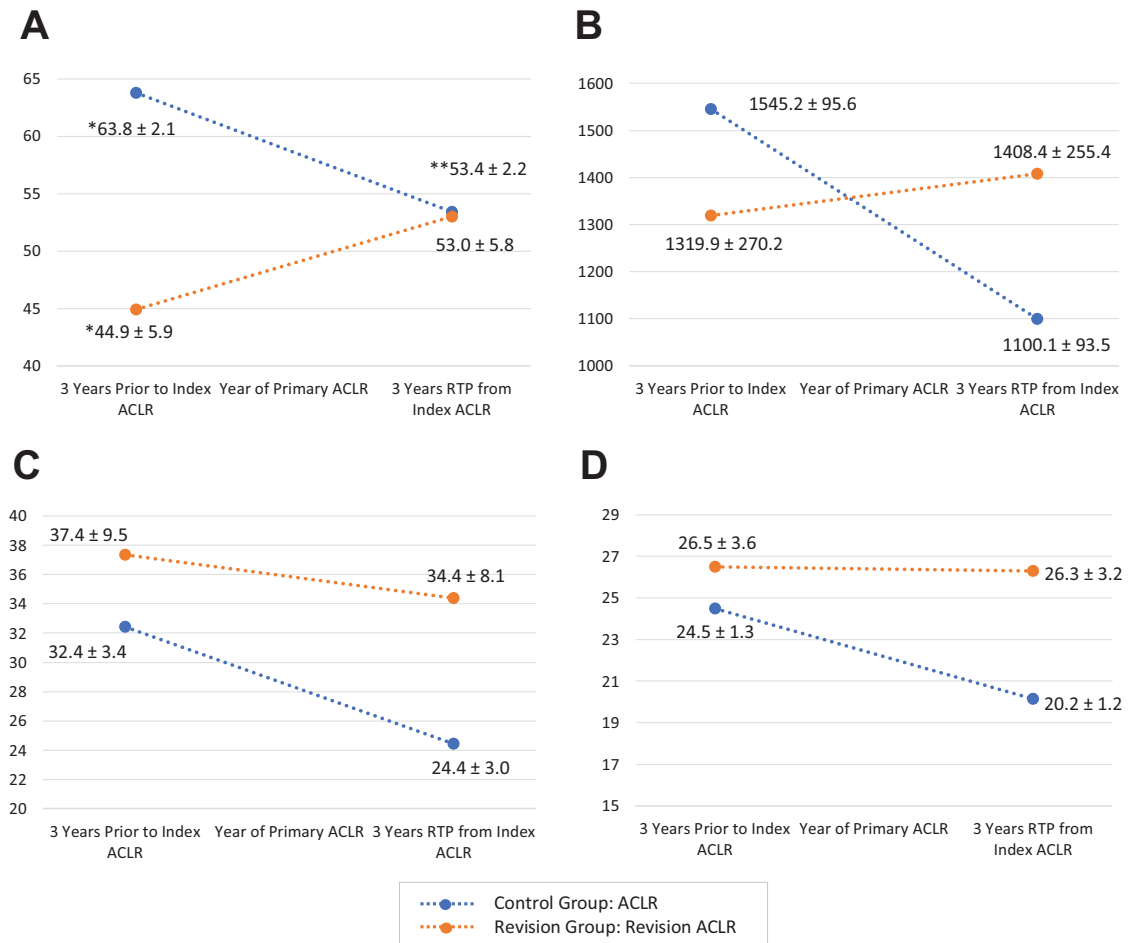 A
65
60
55
50
45
40
*63.8 ± 2.1
**53.4 ± 2.2
53.0 ± 5.8
*44.9 ± 5.9
3 Years Prior to Index
ACLR
Year of Primary ACLR
3 Years RTP from
Index ACLR
B
1600
1500
1400
1300
1200
1100
1000
1545.2 ± 95.6
1408.4 ± 255.4
1319.9 ± 270.2
1100.1 ± 93.5
3 Years Prior to Index
ACLR
Year of Primary ACLR
3 Years RTP from Index
ACLR
C
40
38
36
34
32
30
28
26
24
22
20
37.4 ± 9.5
34.4 ± 8.1
32.4 ± 3.4
24.4 ± 3.0
3 Years Prior to Index
ACLR
Year of Primary ACLR
3 Years RTP from Index
ACLR
D
29
27
25
23
21
19
17
15
26.5 ± 3.6
26.3 ± 3.2
24.5 ± 1.3
20.2 ± 1.2
3 Years Prior to Index
ACLR
Year of Primary ACLR
3 Years RTP from
Index ACLR
Control Group: ACLR
Revision Group: Revision ACLR